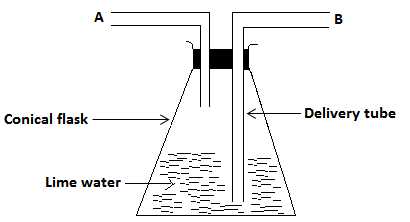 A
B
Conical flask
Delivery tube
Lime water